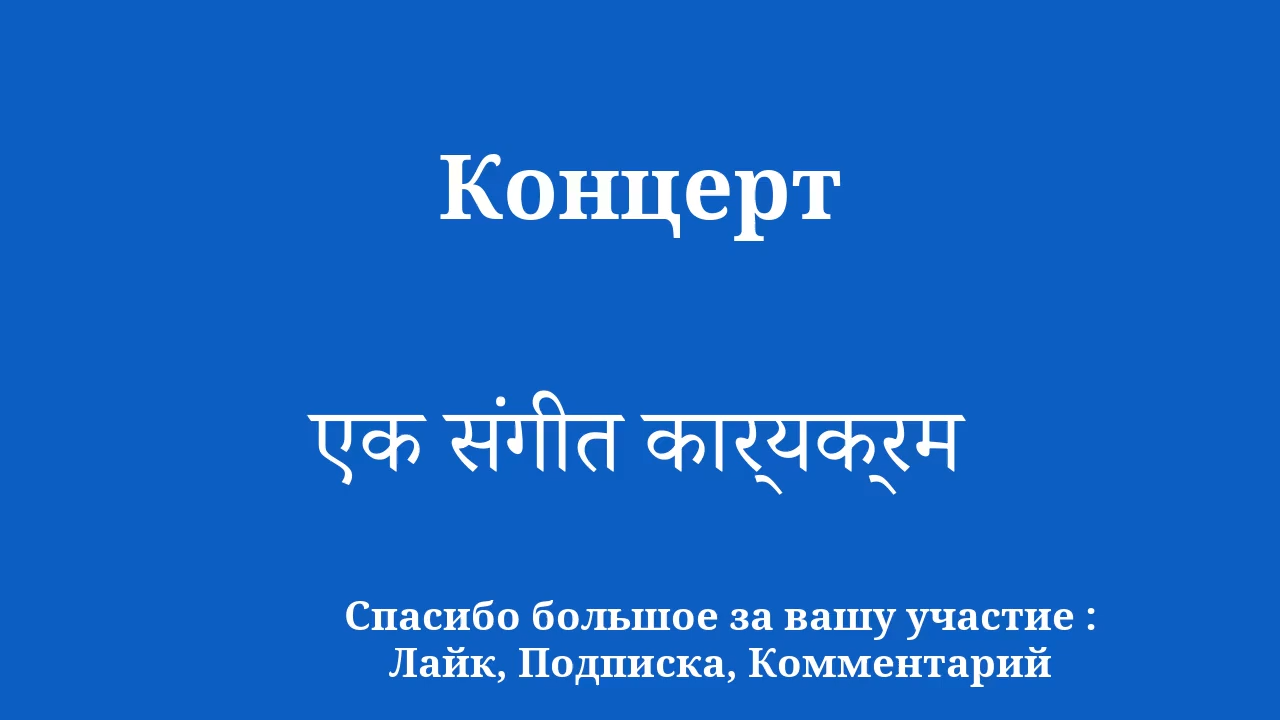 Концерт
एक संगीत कार्यक्रम
Спасибо большое за вашу участие :
Лайк, Подписка, Комментарий